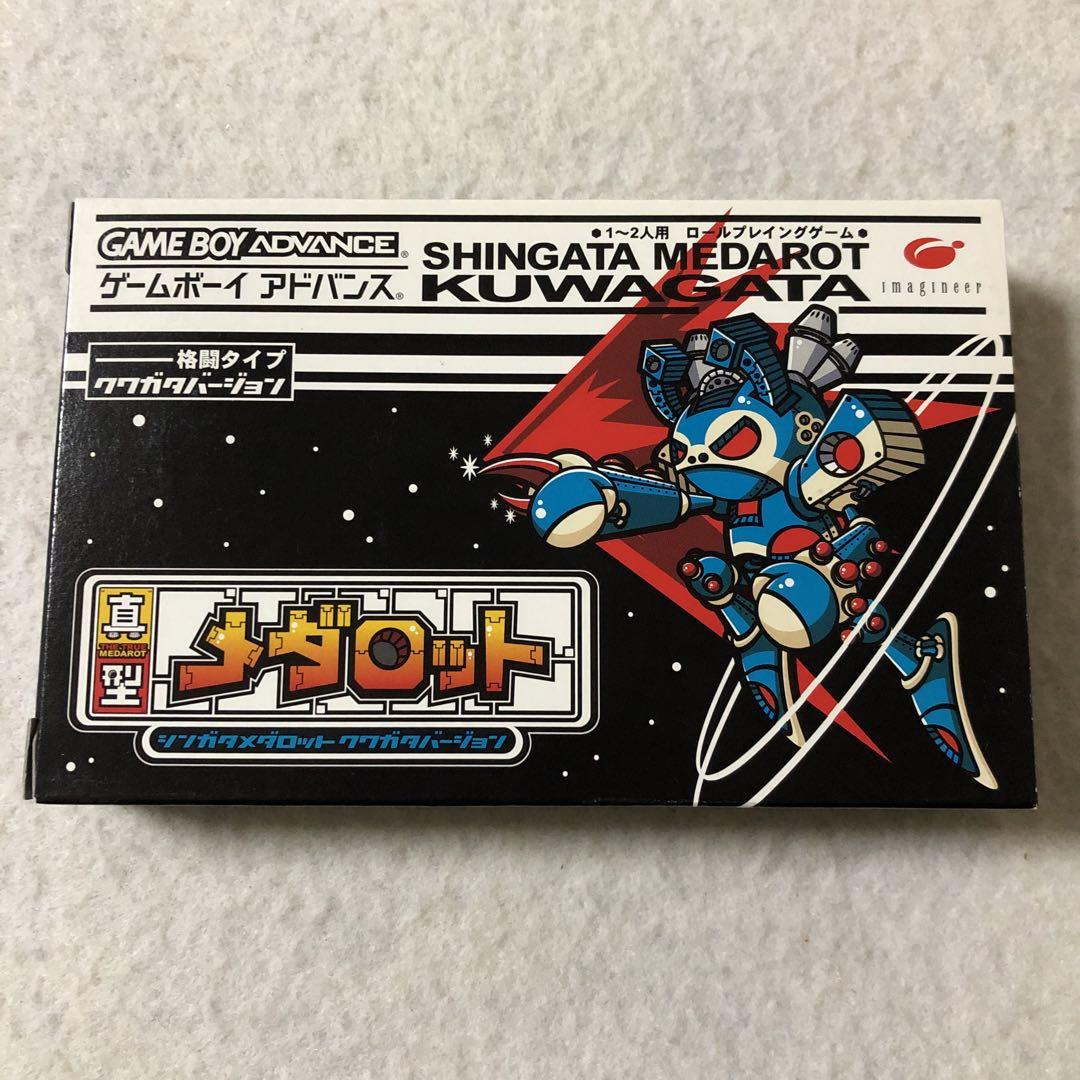 GAME BOY ADVANCE®
ゲームボーイ アドバンス®
●1〜2人用 ロールプレイングゲーム●
SHINGATA MEDAROT
KUWAGATA
imagineer
格闘タイプ
クワガタバージョン
真
THE TRUE
MEDAROT
型
メダロット
シンガタメダロット クワガタバージョン